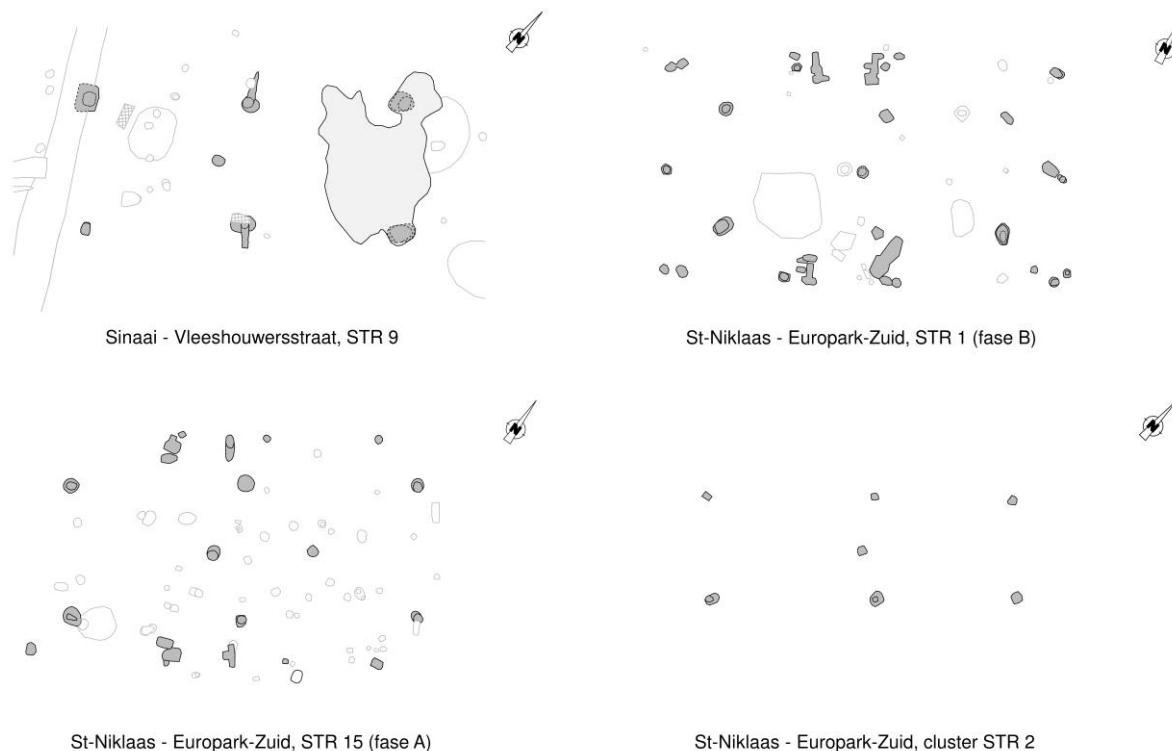 N
N
Sinaai - Vleeshouwersstraat, STR 9
St-Niklaas - Europark-Zuid, STR 1 (fase B)
N
N
St-Niklaas - Europark-Zuid, STR 15 (fase A)
St-Niklaas - Europark-Zuid, cluster STR 2